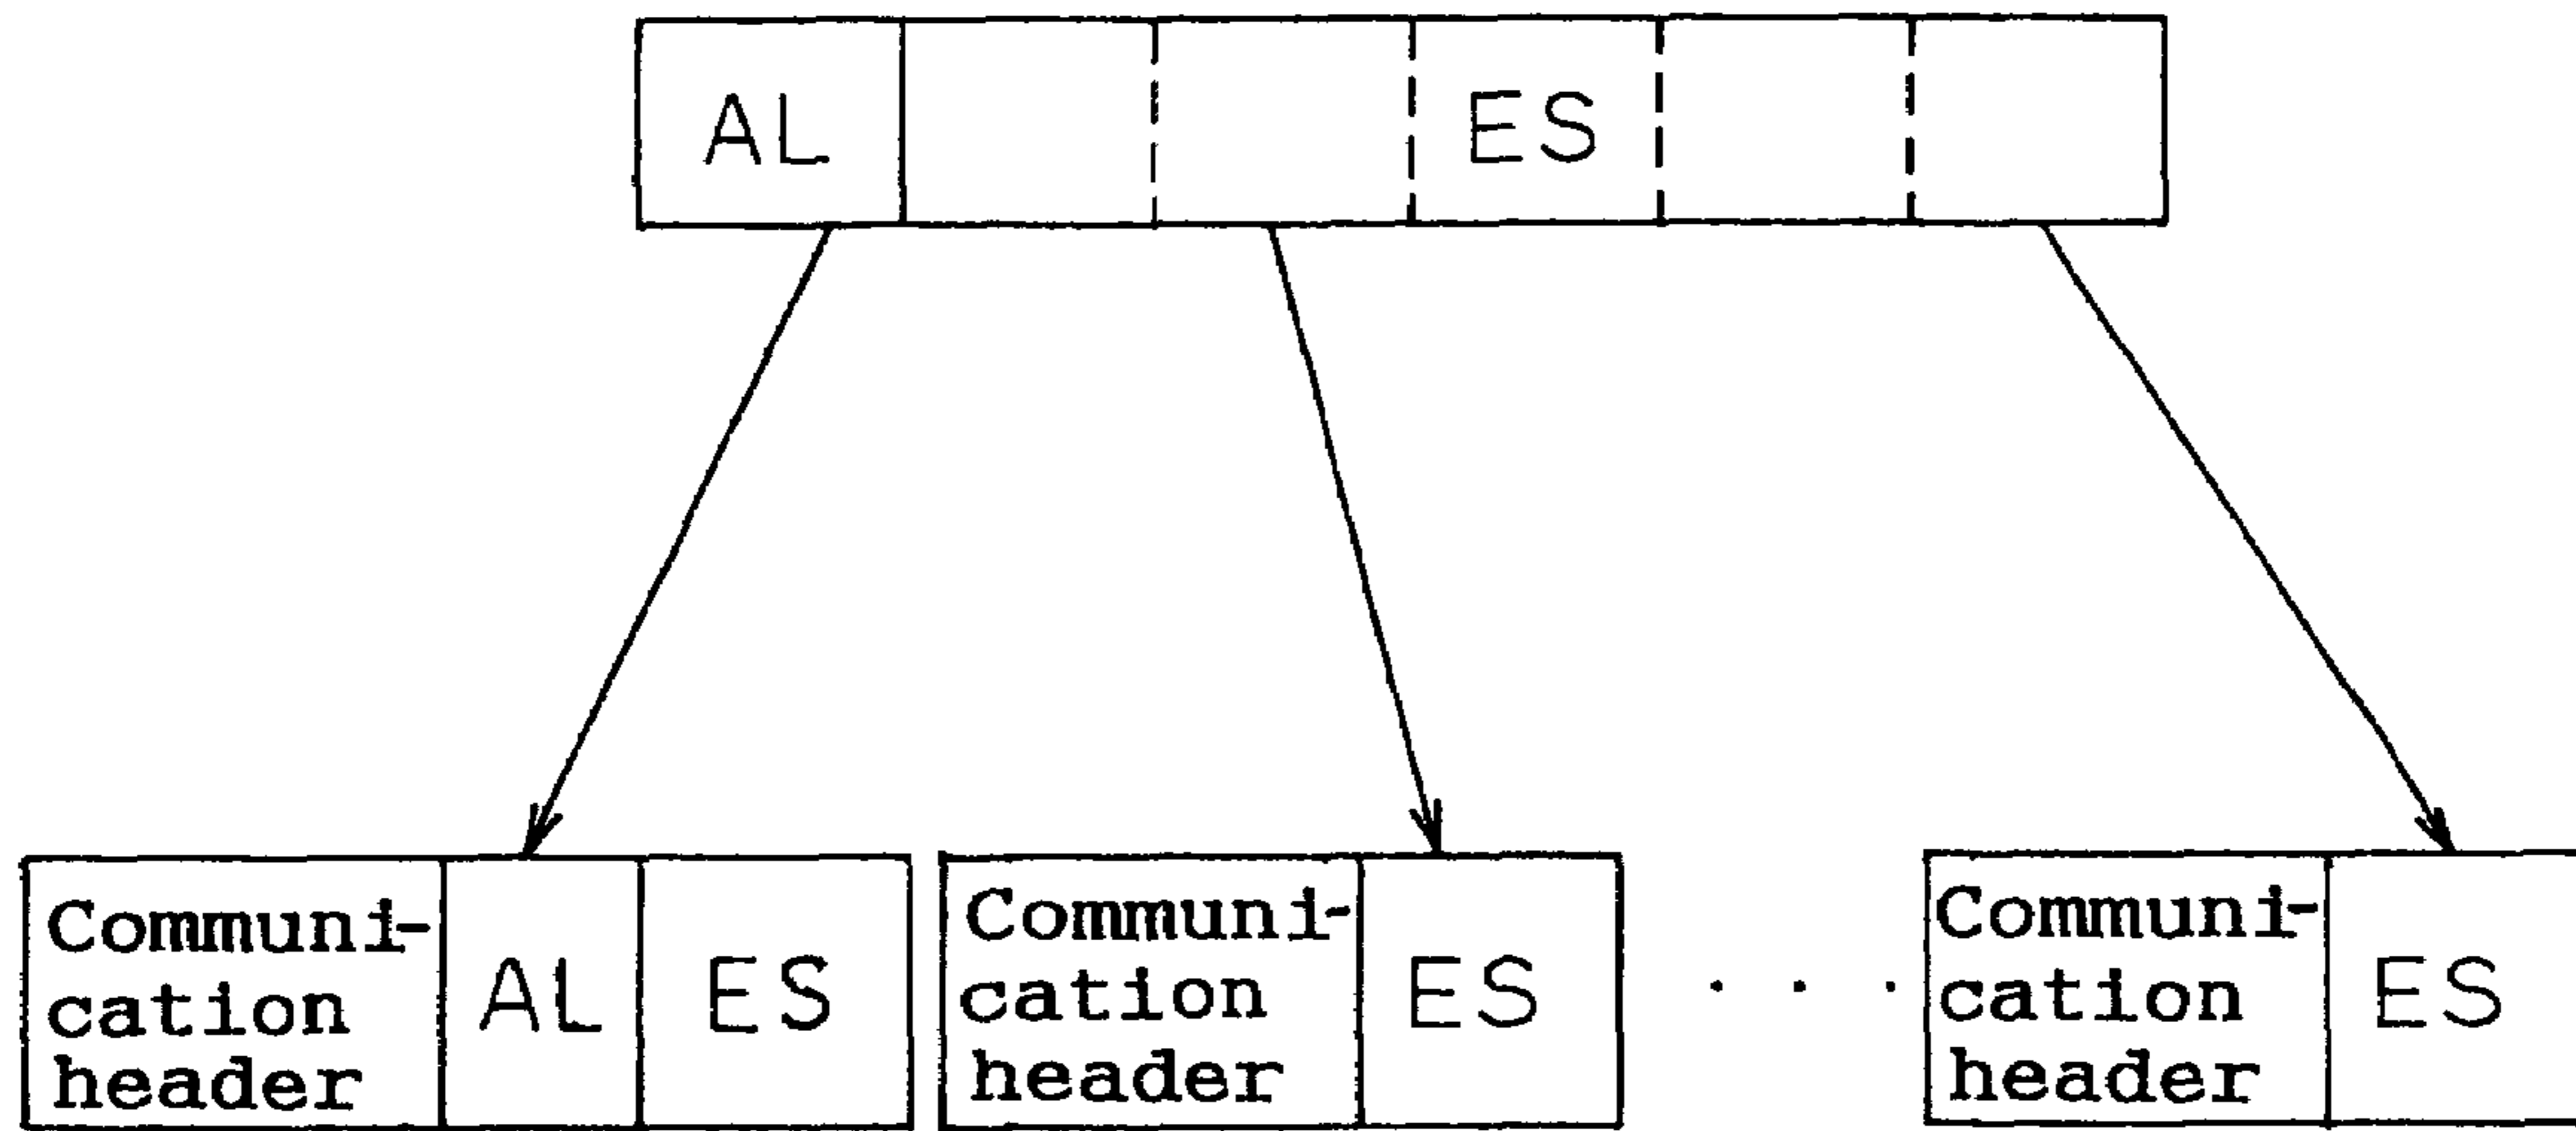 AL ES
Communi-
cation
header
AL ES
Communi-
cation
header
ES
. . .
Communi-
cation
header
ES